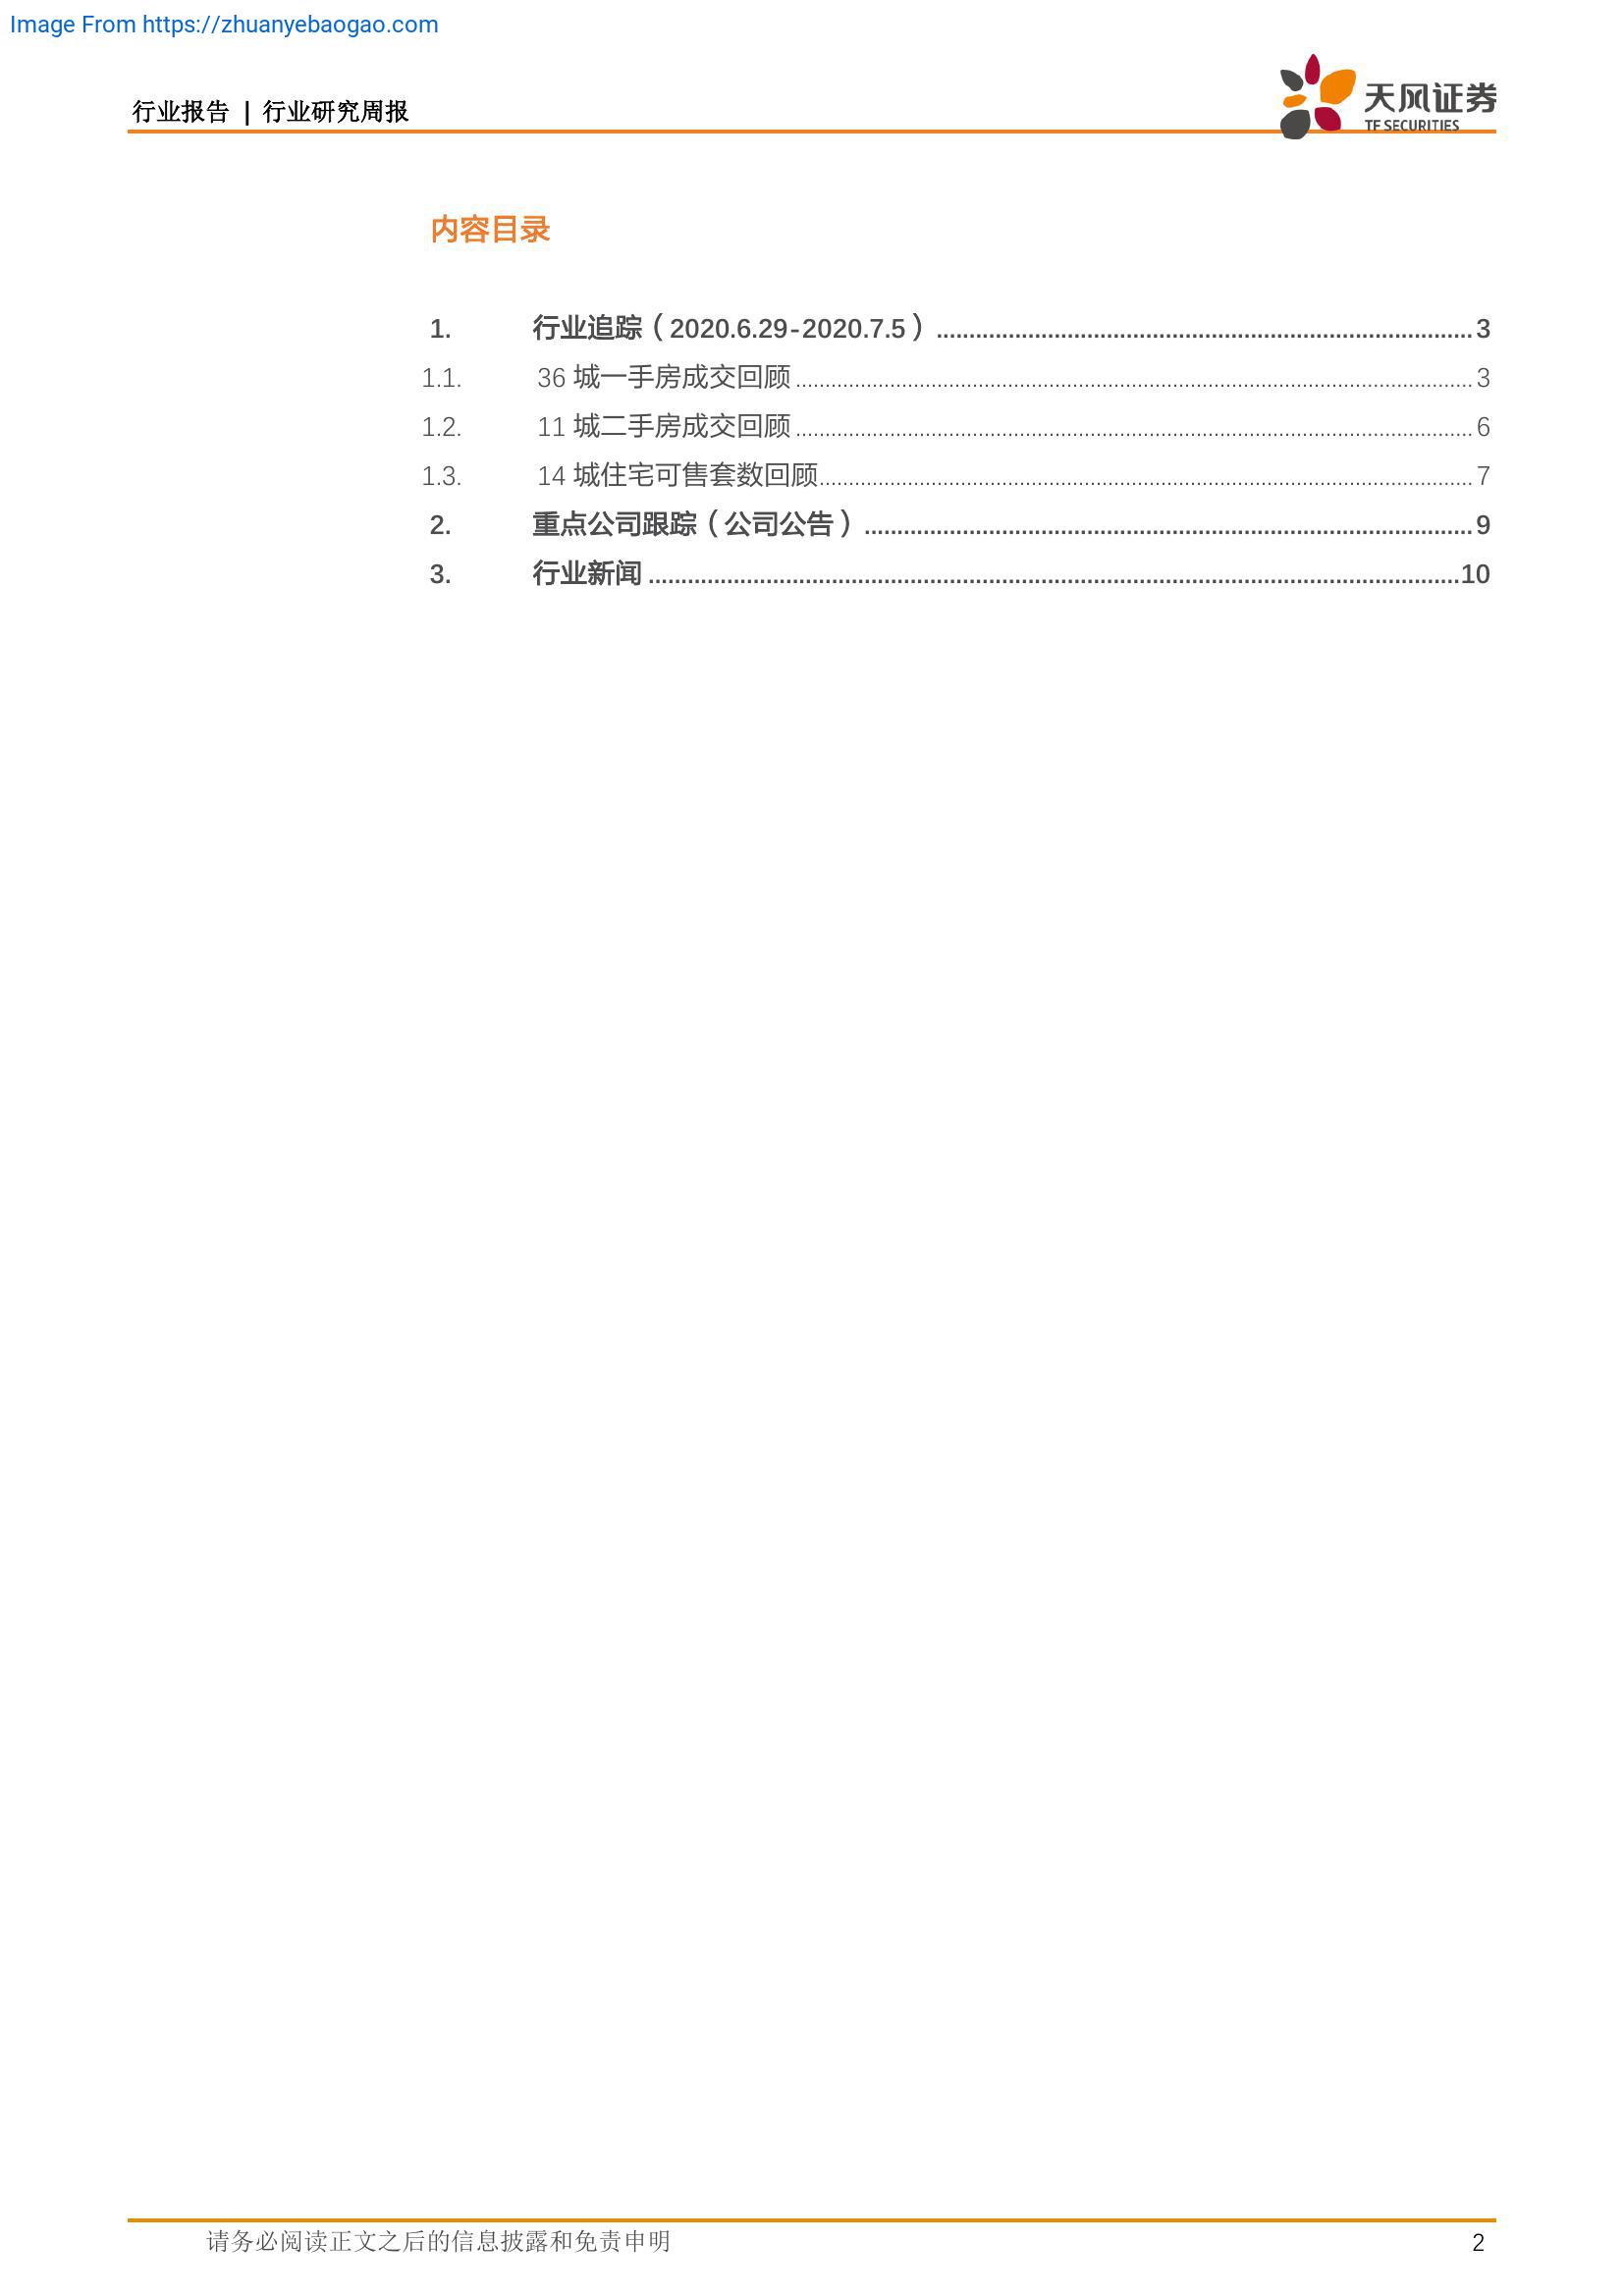 Image From https://zhuanyebaogao.com
行业报告 | 行业研究周报
天风证券
TF SECURITIES
内容目录
1. 行业追踪（2020.6.29-2020.7.5）........................................3
1.1. 36 城一手房成交回顾........................................3
1.2. 11 城二手房成交回顾........................................6
1.3. 14 城住宅可售套数回顾........................................7
2. 重点公司跟踪（公司公告）........................................9
3. 行业新闻........................................10
请务必阅读正文之后的信息披露和免责申明 2